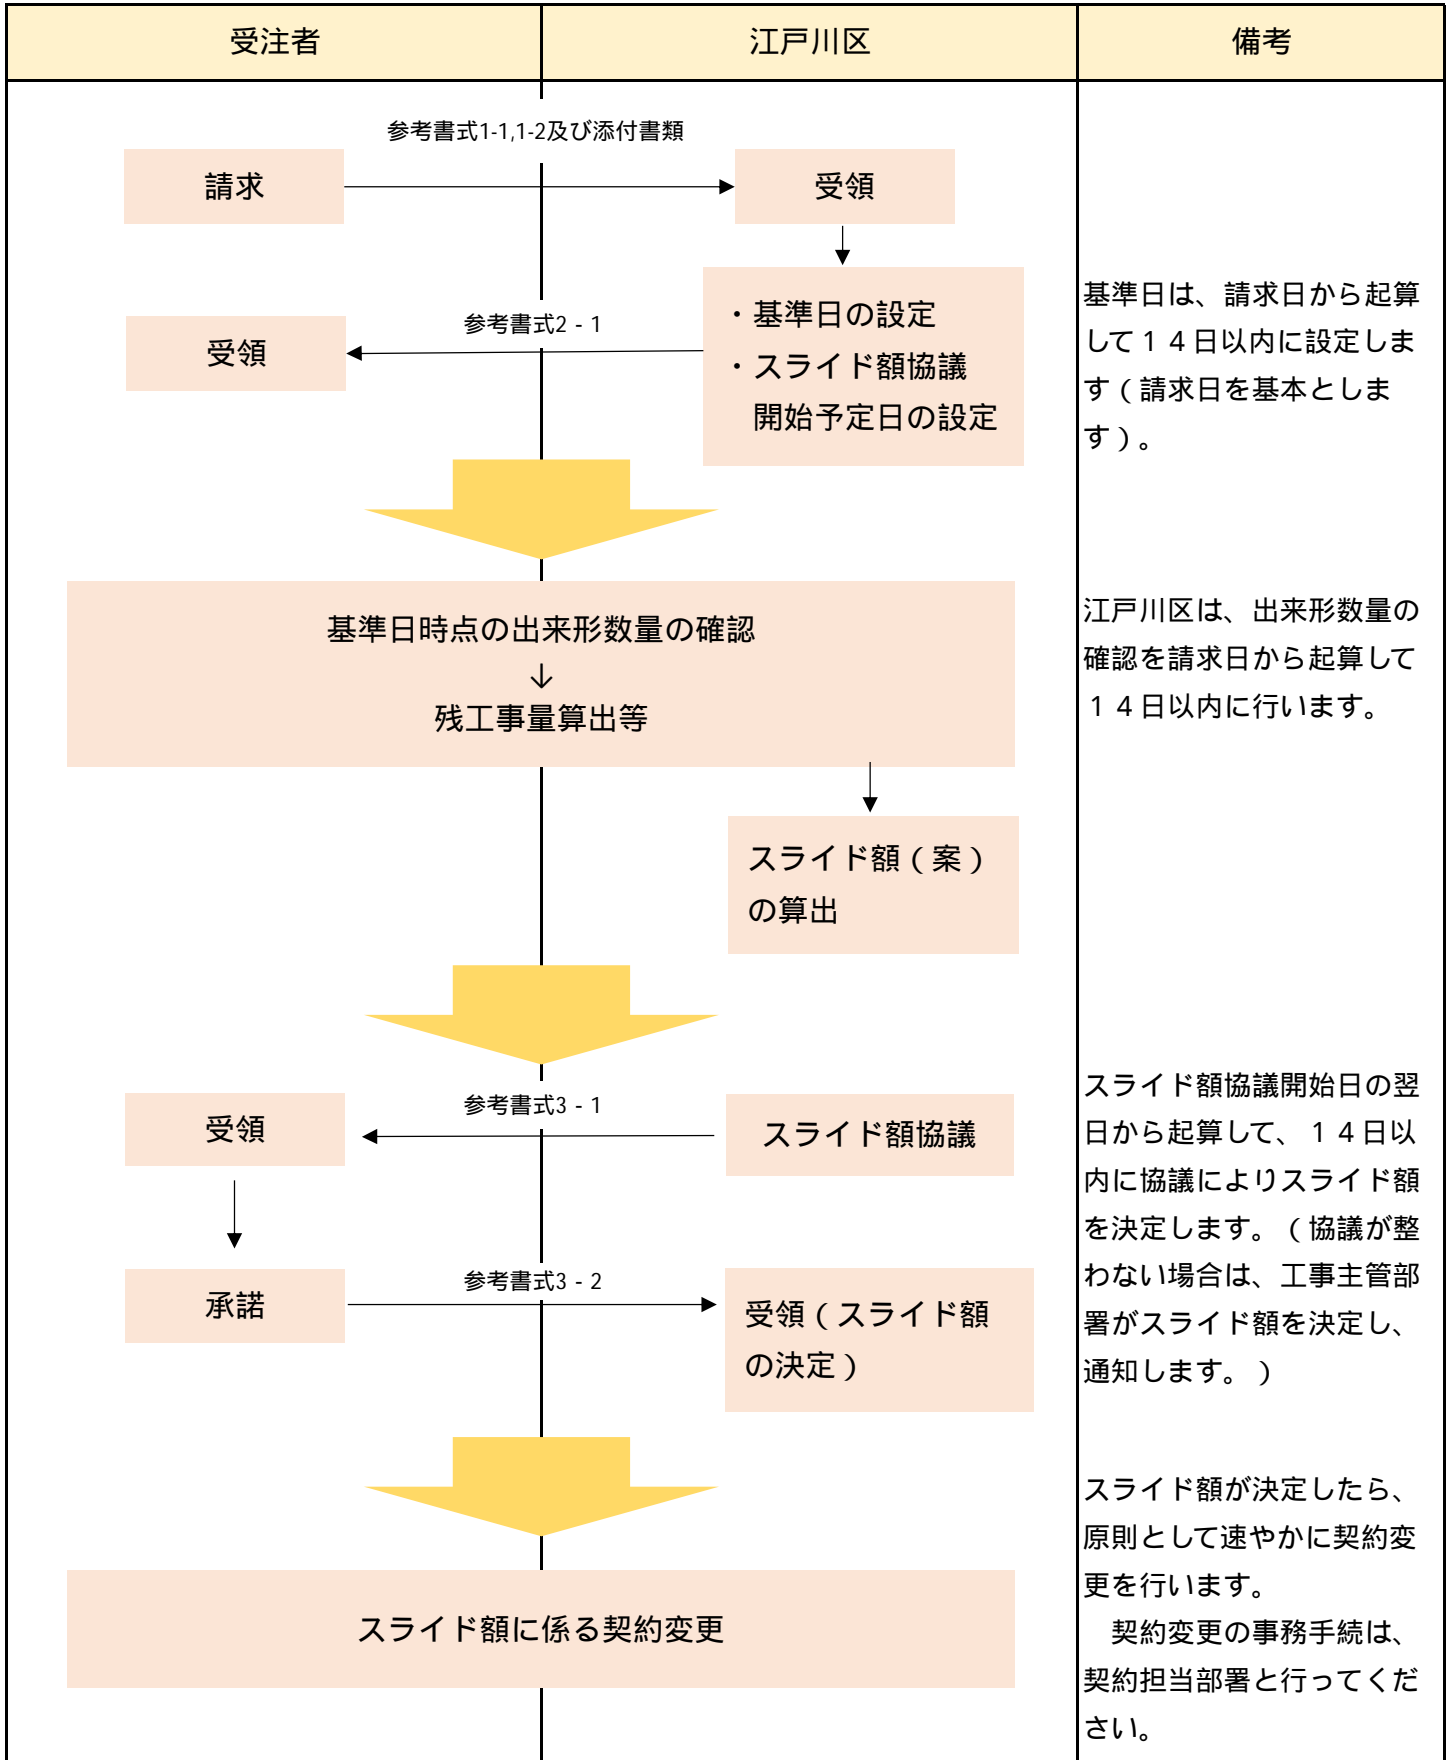 受注者
江戸川区
備考
参考書式1-1,1-2及び添付書類
請求
受領
・基準日の設定
・スライド額協議
開始予定日の設定
参考書式2‐1
受領
基準日は、請求日から起算
して１４日以内に設定しま
す（請求日を基本としま
す）。
基準日時点の出来形数量の確認
↓
残工事量算出等
江戸川区は、出来形数量の
確認を請求日から起算して
１４日以内に行います。
スライド額（案）
の算出
参考書式3‐1
受領
スライド額協議
承諾
参考書式3‐2
受領（スライド額
の決定）
スライド額協議開始日の翌
日から起算して、１４日以
内に協議によりスライド額
を決定します。（協議が整
わない場合は、工事主管部
署がスライド額を決定し、
通知します。）
スライド額に係る契約変更
スライド額が決定したら、
原則として速やかに契約変
更を行います。
　契約変更の事務手続は、
契約担当部署と行ってくだ
さい。